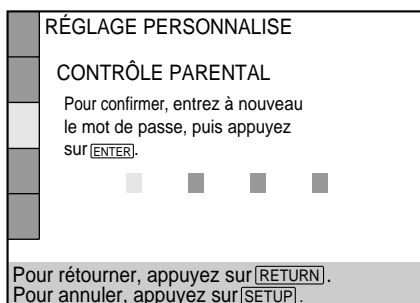 RÉGLAGE PERSONNALISE
CONTRÔLE PARENTAL
Pour confirmer, entrez à nouveau
le mot de passe, puis appuyez
sur ENTER.
Pour rétourner, appuyez sur RETURN.
Pour annuler, appuyez sur SETUP.